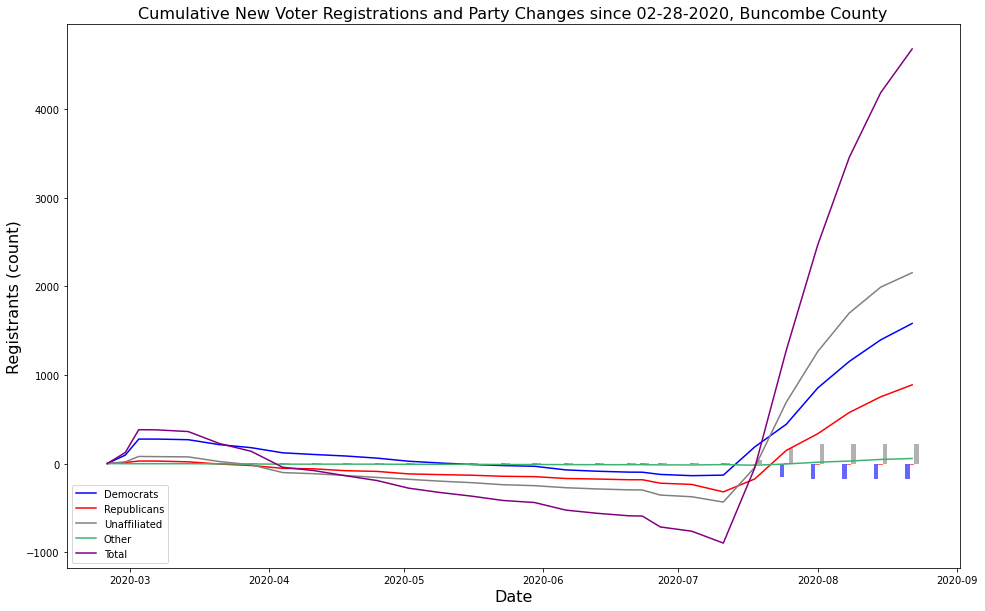 Cumulative New Voter Registrations and Party Changes since 02-28-2020, Buncombe County
Registrants (count)
4000
3000
2000
1000
0
−1000
Democrats
Republicans
Unaffiliated
Other
Total
2020-03 2020-04 2020-05 2020-06 2020-07 2020-08 2020-09
Date